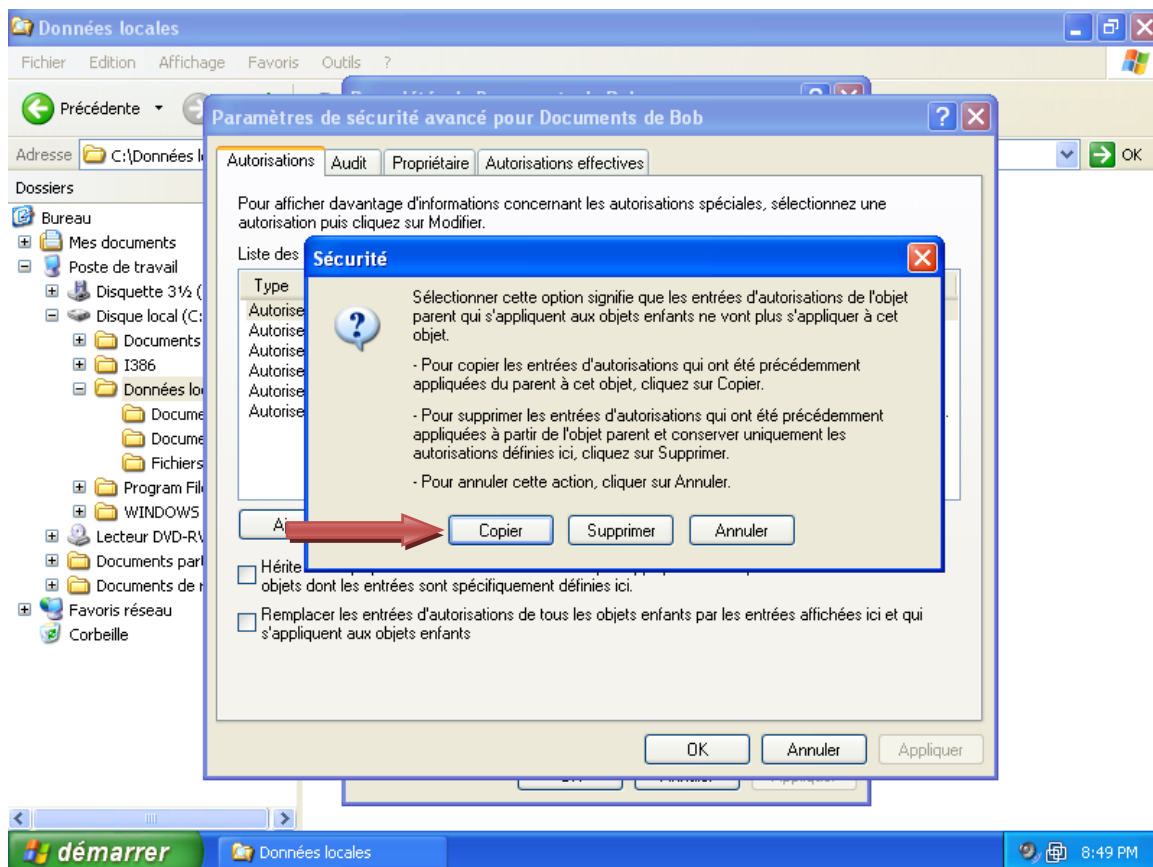 Données locales
Fichier Edition Affichage Favoris Outils ?
Précédente
Adresse C:\Données OK
Dossiers
Bureau
Mes documents
Poste de travail
Disquette 3½ (
Disque local (C:
Documents
I386
Données lo
Docume
Docume
Fichiers
Program File
WINDOWS
Lecteur DVD-R
Documents part
Documents de
Favoris réseau
Corbeille
Paramètres de sécurité avancé pour Documents de Bob
Autorisations Audit Propriétaire Autorisations effectives
Pour afficher davantage d'informations concernant les autorisations spéciales, sélectionnez une
autorisation puis cliquez sur Modifier.
Liste des
Type
Autorise
Autorise
Autorise
Autorise
Autorise
Autorise
Sécurité
Sélectionner cette option signifie que les entrées d'autorisations de l'objet
parent qui s'appliquent aux objets enfants ne vont plus s'appliquer à cet
objet.
- Pour copier les entrées d'autorisations qui ont été précédemment
appliquées du parent à cet objet, cliquez sur Copier.
- Pour supprimer les entrées d'autorisations qui ont été précédemment
appliquées à partir de l'objet parent et conserver uniquement les
autorisations définies ici, cliquez sur Supprimer.
- Pour annuler cette action, cliquer sur Annuler.
Copier Supprimer Annuler
Hérite
objets dont les entrées sont spécifiquement définies ici.
Remplacer les entrées d'autorisations de tous les objets enfants par les entrées affichées ici et qui
s'appliquent aux objets enfants
OK Annuler Appliquer
démarrer Données locales 8:49 PM